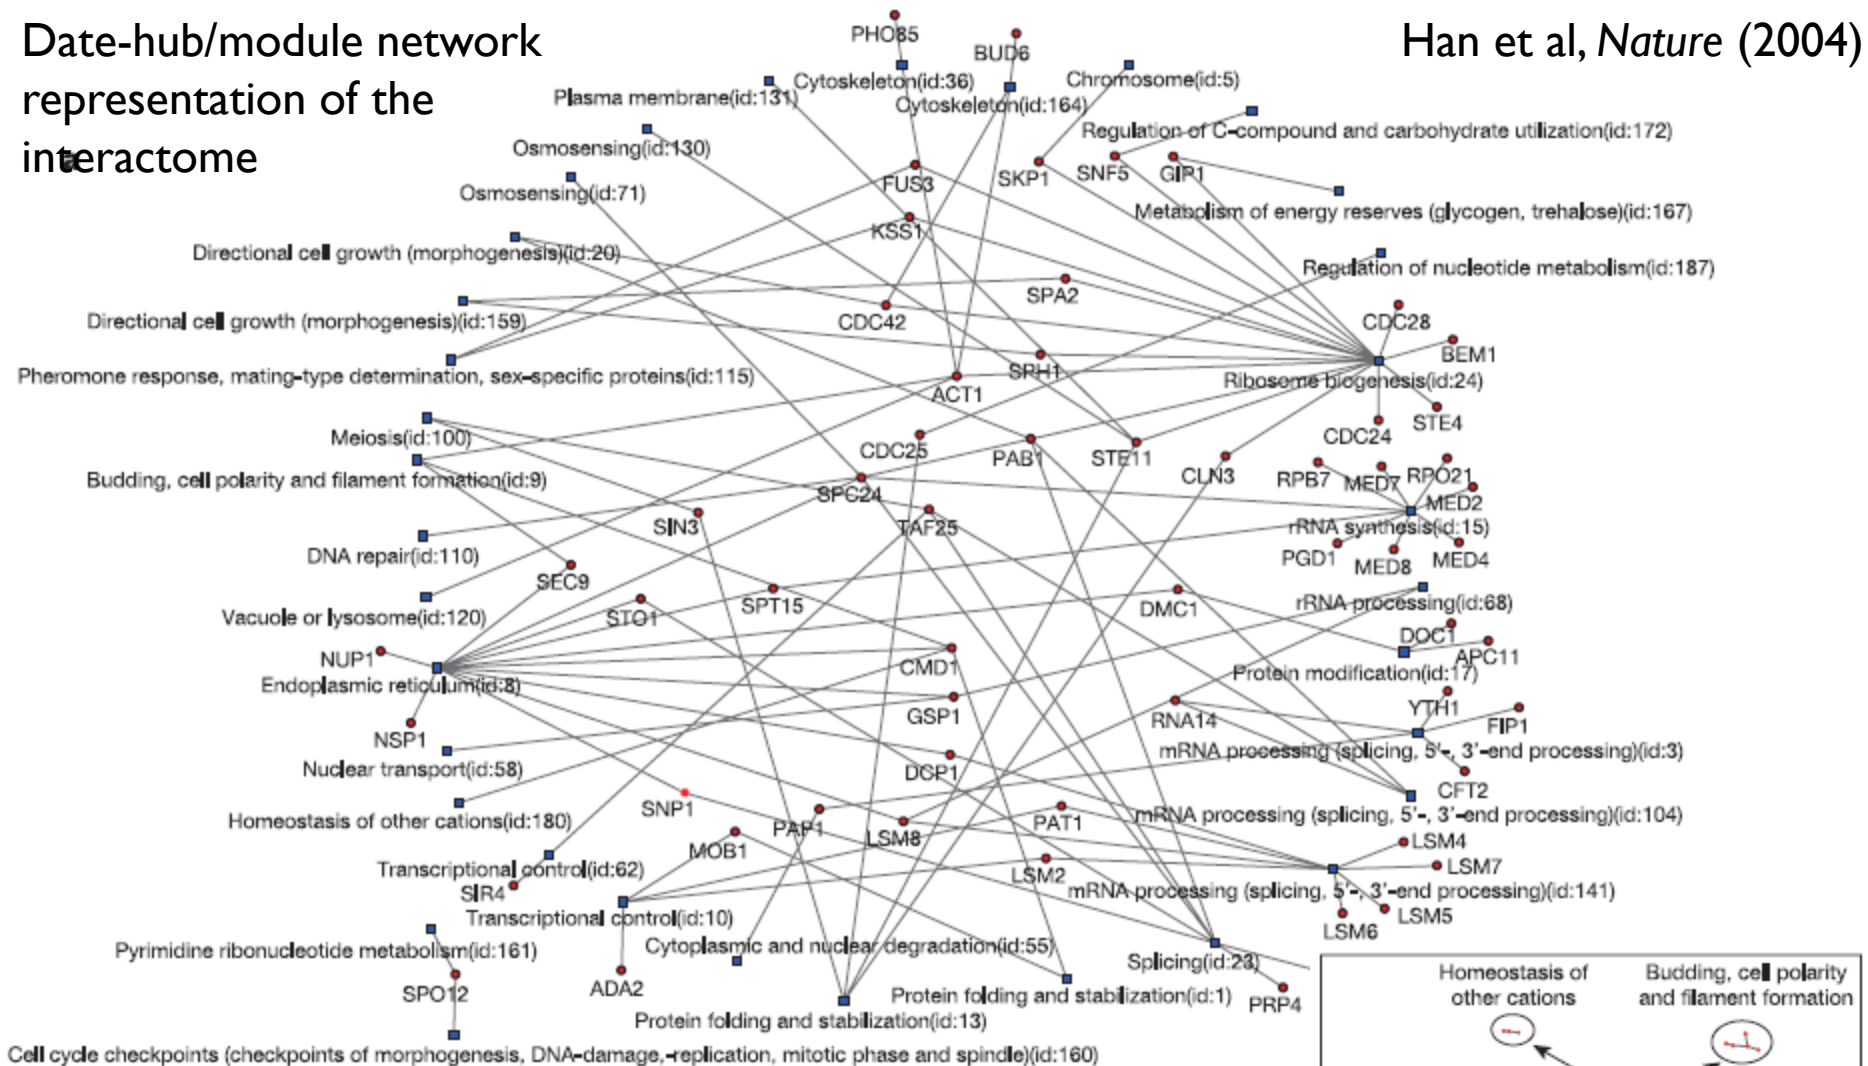 Date-hub/module network
representation of the
interactome
Han et al, Nature (2004)
PHO85
BUD6
Cytoskeleton(id:36)
Chromosome(id:5)
Plasma membrane(id:131)
Cytoskeleton(id:164)
Regulation of C-compound and carbohydrate utilization(id:172)
Osmosensing(id:130)
FUS3
SKP1
SNF5
GIP1
Osmosensing(id:71)
Metabolism of energy reserves (glycogen, trehalose)(id:167)
KSS1
Directional cell growth (morphogenesis)(id:20)
Regulation of nucleotide metabolism(id:187)
SPA2
Directional cell growth (morphogenesis)(id:159)
CDC42
CDC28
BEM1
SPH1
Pheromone response, mating-type determination, sex-specific proteins(id:115)
Ribosome biogenesis(id:24)
ACT1
STE4
Meiosis(id:100)
CDC24
CDC25
PAB1
STE11
CLN3
RPB7
MED7
RPO21
Budding, cell polarity and filament formation(id:9)
SPC24
MED2
SIN3
TAF25
rRNA synthesis(id:15)
DNA repair(id:110)
PGD1
MED8
MED4
SEC9
Vacuole or lysosome(id:120)
STO1
SPT15
DMC1
rRNA processing(id:68)
DOC1
NUP1
CMD1
APC11
Endoplasmic reticulum(id:8)
Protein modification(id:17)
GSP1
RNA14
YTH1
FIP1
NSP1
mRNA processing (splicing, 5'-, 3'-end processing)(id:3)
Nuclear transport(id:58)
DCP1
CFT2
SNP1
Homeostasis of other cations(id:180)
PAP1
LSM8
PAT1
mRNA processing (splicing, 5'-, 3'-end processing)(id:104)
MOB1
LSM4
Transcriptional control(id:62)
LSM2
LSM7
SIR4
mRNA processing (splicing, 5'-, 3'-end processing)(id:141)
Transcriptional control(id:10)
LSM6
LSM5
Pyrimidine ribonucleotide metabolism(id:161)
Cytoplasmic and nuclear degradation(id:55)
Splicing(id:23)
SPO12
ADA2
Protein folding and stabilization(id:1)
PRP4
Protein folding and stabilization(id:13)
Cell cycle checkpoints (checkpoints of morphogenesis, DNA-damage,-replication, mitotic phase and spindle)(id:160)
Homeostasis of
other cations
Budding, cell polarity
and filament formation